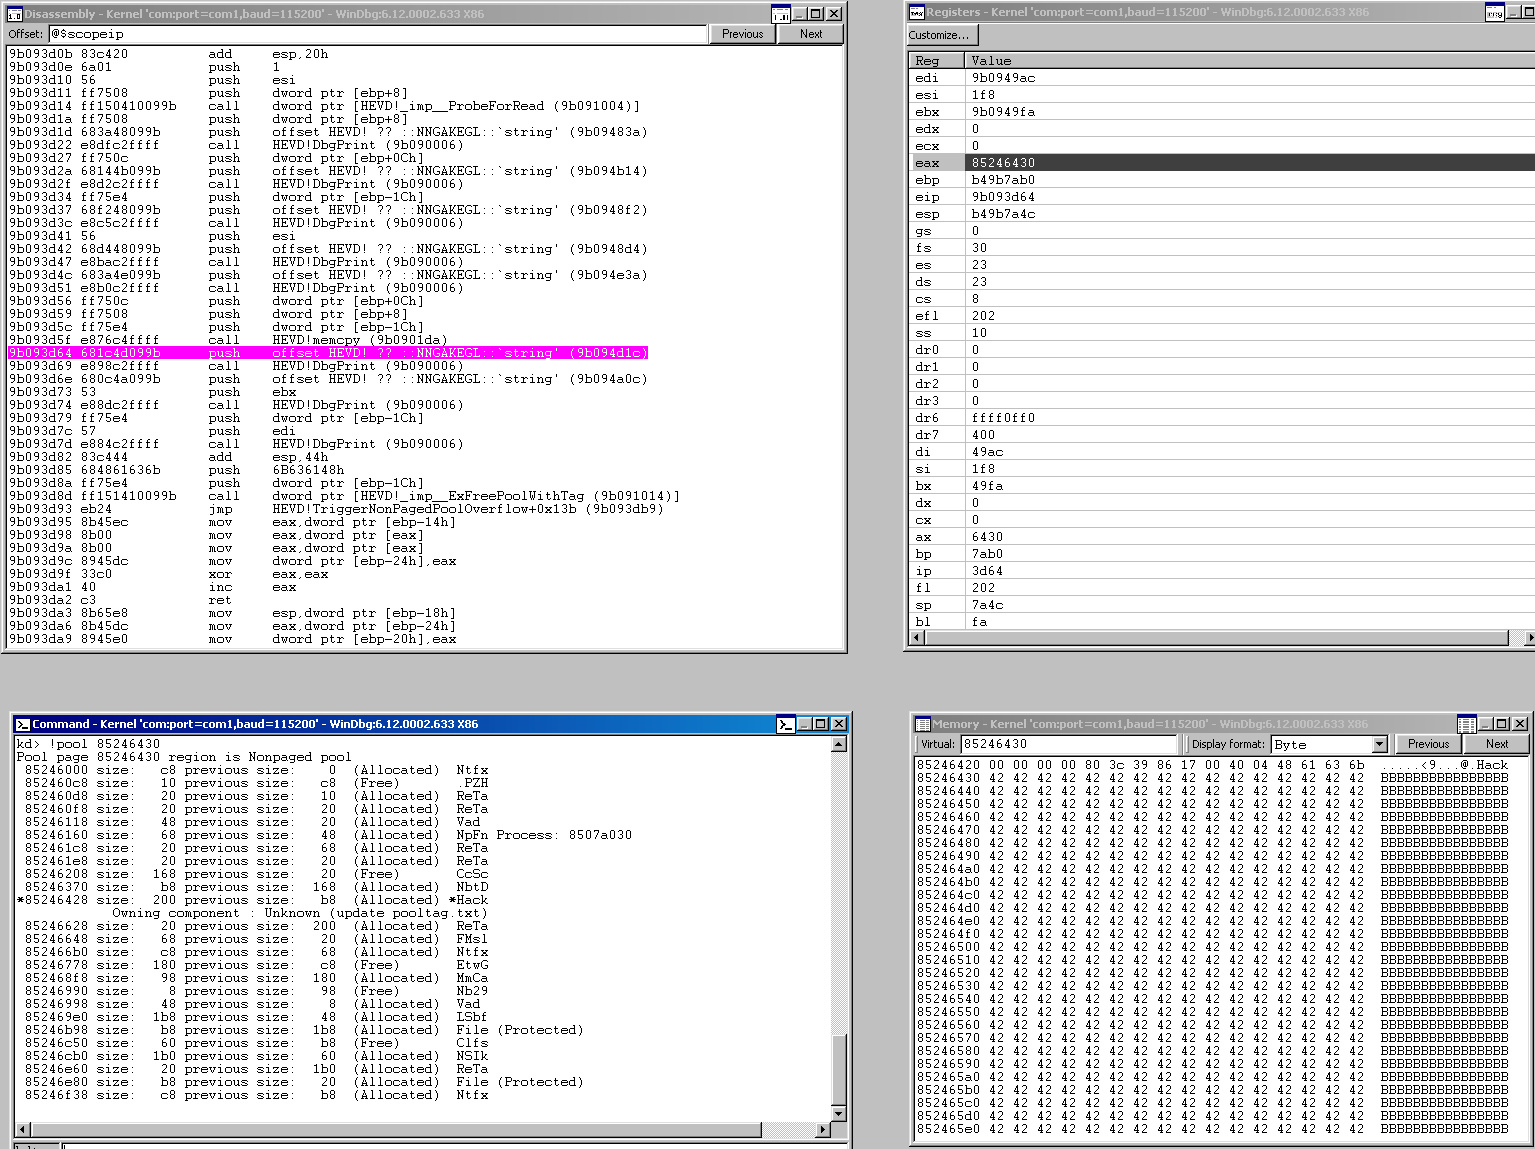 Disassembly - Kernel 'com:port=com1,baud=115200' - WinDbg:6.12.0002.633 X86
Offset: @$scopeip Previous Next
9b093d0b 83c420 add esp,20h
9b093d0e 6a01 push 1
9b093d10 56 push esi
9b093d11 ff7508 push dword ptr [ebp+8]
9b093d14 ff150410099b call dword ptr [HEVD!_imp__ProbeForRead (9b091004)]
9b093d1a ff7508 push dword ptr [ebp+8]
9b093d1d 683a48099b push offset HEVD! ?? ::NNGAKEGL::`string' (9b09483a)
9b093d22 e8dfc2ffff call HEVD!DbgPrint (9b090006)
9b093d27 ff750c push dword ptr [ebp+0Ch]
9b093d2a 68144b099b push offset HEVD! ?? ::NNGAKEGL::`string' (9b094b14)
9b093d2f e8d2c2ffff call HEVD!DbgPrint (9b090006)
9b093d34 ff75e4 push dword ptr [ebp-1Ch]
9b093d37 68f248099b push offset HEVD! ?? ::NNGAKEGL::`string' (9b0948f2)
9b093d3c e8c5c2ffff call HEVD!DbgPrint (9b090006)
9b093d41 56 push esi
9b093d42 68d448099b push offset HEVD! ?? ::NNGAKEGL::`string' (9b0948d4)
9b093d47 e8bac2ffff call HEVD!DbgPrint (9b090006)
9b093d4c 683a4e099b push offset HEVD! ?? ::NNGAKEGL::`string' (9b094e3a)
9b093d51 e8b0c2ffff call HEVD!DbgPrint (9b090006)
9b093d56 ff750c push dword ptr [ebp+0Ch]
9b093d59 ff7508 push dword ptr [ebp+8]
9b093d5c ff75e4 push dword ptr [ebp-1Ch]
9b093d5f e876c4ffff call HEVD!memcpy (9b0901da)
9b093d64 681c4d099b push offset HEVD! ?? ::NNGAKEGL::`string' (9b094d1c)
9b093d69 e898c2ffff call HEVD!DbgPrint (9b090006)
9b093d6e 680c4a099b push offset HEVD! ?? ::NNGAKEGL::`string' (9b094a0c)
9b093d73 53 push ebx
9b093d74 e88dc2ffff call HEVD!DbgPrint (9b090006)
9b093d79 ff75e4 push dword ptr [ebp-1Ch]
9b093d7c 57 push edi
9b093d7d e884c2ffff call HEVD!DbgPrint (9b090006)
9b093d82 83c444 add esp,44h
9b093d85 684861636b push 6B636148h
9b093d8a ff75e4 push dword ptr [ebp-1Ch]
9b093d8d ff151410099b call dword ptr [HEVD!_imp__ExFreePoolWithTag (9b091014)]
9b093d93 eb24 jmp HEVD!TriggerNonPagedPoolOverflow+0x13b (9b093db9)
9b093d95 8b45ec mov eax,dword ptr [ebp-14h]
9b093d98 8b00 mov eax,dword ptr [eax]
9b093d9a 8b00 mov eax,dword ptr [eax]
9b093d9c 8945dc mov dword ptr [ebp-24h],eax
9b093d9f 33c0 xor eax,eax
9b093da1 40 inc eax
9b093da2 c3 ret
9b093da3 8b65e8 mov esp,dword ptr [ebp-18h]
9b093da6 8b45dc mov eax,dword ptr [ebp-24h]
9b093da9 8945e0 mov dword ptr [ebp-20h],eax
Registers - Kernel 'com:port=com1,baud=115200' - WinDbg:6.12.0002.633 X86
Customize...
Reg Value
edi 9b0949ac
esi 1f8
ebx 9b0949fa
edx 0
ecx 0
eax 85246430
ebp b49b7ab0
eip 9b093d64
esp b49b7a4c
gs 0
fs 30
es 23
ds 23
cs 8
efl 202
ss 10
dr0 0
dr1 0
dr2 0
dr3 0
dr6 ffff0ff0
dr7 400
di 49ac
si 1f8
bx 49fa
dx 0
cx 0
ax 6430
bp 7ab0
ip 3d64
fl 202
sp 7a4c
bl fa
Command - Kernel 'com:port=com1,baud=115200' - WinDbg:6.12.0002.633 X86
kd> !pool 85246430
Pool page 85246430 region is Nonpaged pool
85246000 size: c8 previous size: 0 (Allocated) Ntfx
852460c8 size: 10 previous size: c8 (Free) .PZH
852460d8 size: 20 previous size: 10 (Allocated) ReTa
852460f8 size: 20 previous size: 20 (Allocated) ReTa
85246118 size: 48 previous size: 20 (Allocated) Vad
85246160 size: 68 previous size: 48 (Allocated) NpFn Process: 8507a030
852461c8 size: 20 previous size: 68 (Allocated) ReTa
852461e8 size: 20 previous size: 20 (Allocated) ReTa
85246208 size: 168 previous size: 20 (Free) CcSc
85246370 size: b8 previous size: 168 (Allocated) NbtD
*85246428 size: 200 previous size: b8 (Allocated) *Hack
Owning component : Unknown (update pooltag.txt)
85246628 size: 20 previous size: 200 (Allocated) ReTa
85246648 size: 68 previous size: 20 (Allocated) FMsl
852466b0 size: c8 previous size: 68 (Allocated) Ntfx
85246778 size: 180 previous size: c8 (Free) EtwG
852468f8 size: 98 previous size: 180 (Allocated) MmCa
85246990 size: 8 previous size: 98 (Free) Nb29
85246998 size: 48 previous size: 8 (Allocated) Vad
852469e0 size: 1b8 previous size: 48 (Allocated) LSbf
85246b98 size: b8 previous size: 1b8 (Allocated) File (Protected)
85246c50 size: 60 previous size: b8 (Free) Clfs
85246cb0 size: 1b0 previous size: 60 (Allocated) NSIk
85246e60 size: 20 previous size: 1b0 (Allocated) ReTa
85246e80 size: b8 previous size: 20 (Allocated) File (Protected)
85246f38 size: c8 previous size: b8 (Allocated) Ntfx
Memory - Kernel 'com:port=com1,baud=115200' - WinDbg:6.12.0002.633 X86
Virtual: 85246430 Display format: Byte Previous Next
85246420 00 00 00 00 80 3c 39 86 17 00 40 04 48 61 63 6b .....<9...@.Hack
85246430 42 42 42 42 42 42 42 42 42 42 42 42 42 42 42 42 BBBBBBBBBBBBBBBB
85246440 42 42 42 42 42 42 42 42 42 42 42 42 42 42 42 42 BBBBBBBBBBBBBBBB
85246450 42 42 42 42 42 42 42 42 42 42 42 42 42 42 42 42 BBBBBBBBBBBBBBBB
85246460 42 42 42 42 42 42 42 42 42 42 42 42 42 42 42 42 BBBBBBBBBBBBBBBB
85246470 42 42 42 42 42 42 42 42 42 42 42 42 42 42 42 42 BBBBBBBBBBBBBBBB
85246480 42 42 42 42 42 42 42 42 42 42 42 42 42 42 42 42 BBBBBBBBBBBBBBBB
85246490 42 42 42 42 42 42 42 42 42 42 42 42 42 42 42 42 BBBBBBBBBBBBBBBB
852464a0 42 42 42 42 42 42 42 42 42 42 42 42 42 42 42 42 BBBBBBBBBBBBBBBB
852464b0 42 42 42 42 42 42 42 42 42 42 42 42 42 42 42 42 BBBBBBBBBBBBBBBB
852464c0 42 42 42 42 42 42 42 42 42 42 42 42 42 42 42 42 BBBBBBBBBBBBBBBB
852464d0 42 42 42 42 42 42 42 42 42 42 42 42 42 42 42 42 BBBBBBBBBBBBBBBB
852464e0 42 42 42 42 42 42 42 42 42 42 42 42 42 42 42 42 BBBBBBBBBBBBBBBB
852464f0 42 42 42 42 42 42 42 42 42 42 42 42 42 42 42 42 BBBBBBBBBBBBBBBB
85246500 42 42 42 42 42 42 42 42 42 42 42 42 42 42 42 42 BBBBBBBBBBBBBBBB
85246510 42 42 42 42 42 42 42 42 42 42 42 42 42 42 42 42 BBBBBBBBBBBBBBBB
85246520 42 42 42 42 42 42 42 42 42 42 42 42 42 42 42 42 BBBBBBBBBBBBBBBB
85246530 42 42 42 42 42 42 42 42 42 42 42 42 42 42 42 42 BBBBBBBBBBBBBBBB
85246540 42 42 42 42 42 42 42 42 42 42 42 42 42 42 42 42 BBBBBBBBBBBBBBBB
85246550 42 42 42 42 42 42 42 42 42 42 42 42 42 42 42 42 BBBBBBBBBBBBBBBB
85246560 42 42 42 42 42 42 42 42 42 42 42 42 42 42 42 42 BBBBBBBBBBBBBBBB
85246570 42 42 42 42 42 42 42 42 42 42 42 42 42 42 42 42 BBBBBBBBBBBBBBBB
85246580 42 42 42 42 42 42 42 42 42 42 42 42 42 42 42 42 BBBBBBBBBBBBBBBB
85246590 42 42 42 42 42 42 42 42 42 42 42 42 42 42 42 42 BBBBBBBBBBBBBBBB
852465a0 42 42 42 42 42 42 42 42 42 42 42 42 42 42 42 42 BBBBBBBBBBBBBBBB
852465b0 42 42 42 42 42 42 42 42 42 42 42 42 42 42 42 42 BBBBBBBBBBBBBBBB
852465c0 42 42 42 42 42 42 42 42 42 42 42 42 42 42 42 42 BBBBBBBBBBBBBBBB
852465d0 42 42 42 42 42 42 42 42 42 42 42 42 42 42 42 42 BBBBBBBBBBBBBBBB
852465e0 42 42 42 42 42 42 42 42 42 42 42 42 42 42 42 42 BBBBBBBBBBBBBBBB